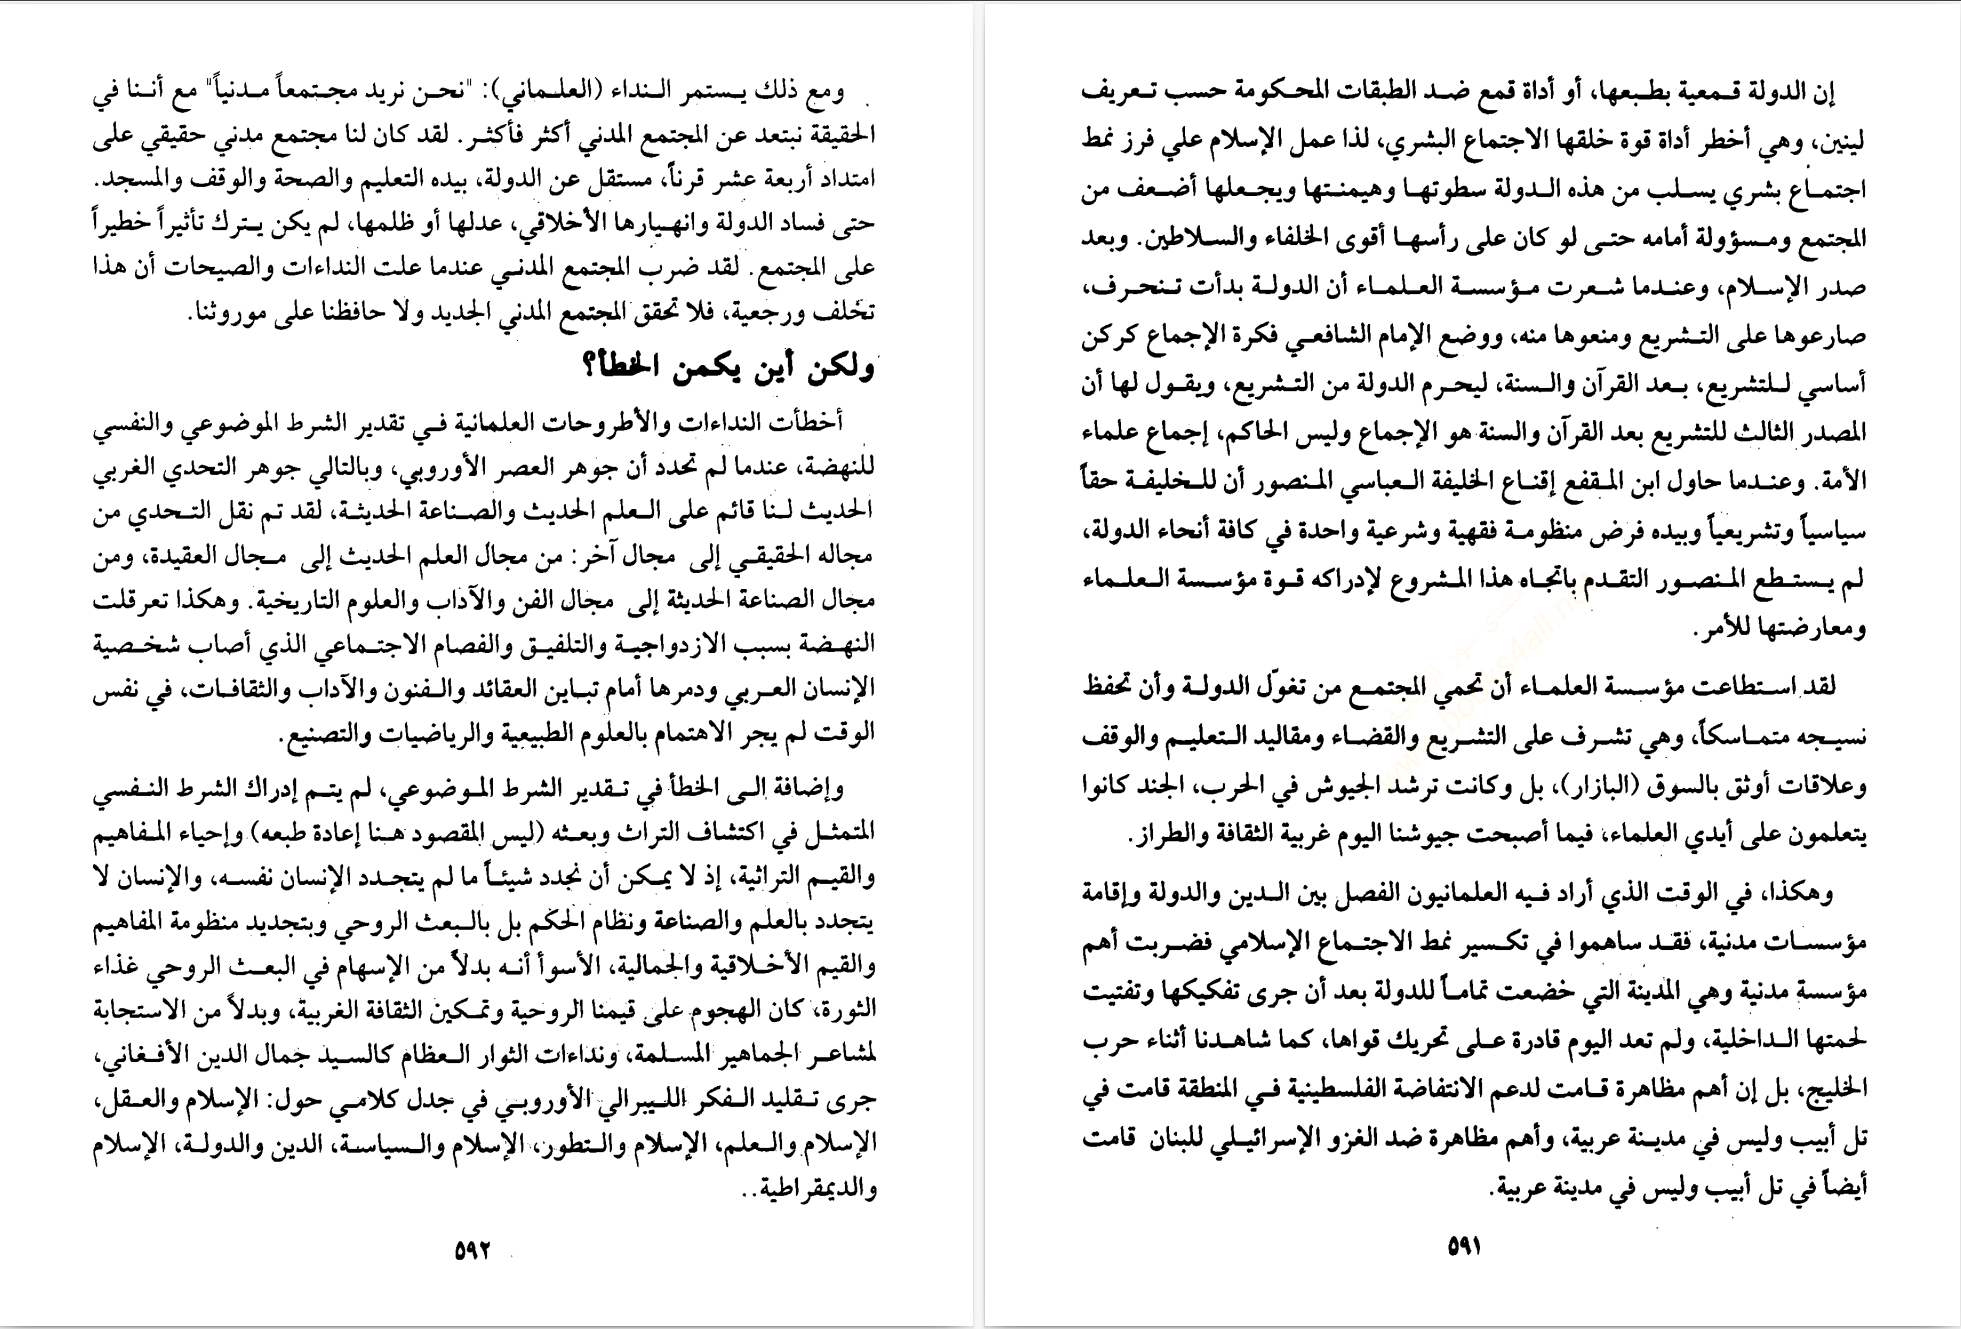 إن الدولة قمعية بطبعها، أو أداة قمع ضد الطبقات المحكومة حسب تعريف
لينين، وهي أخطر أداة قوة خلقها الاجتماع البشري، لذا عمل الإسلام علي فرز نمط
اجتماع بشري يسلب من هذه الدولة سطوتها وهيمنتها ويجعلها أضعف من
المجتمع ومسؤولة أمامه حتى لو كان على رأسها أقوى الخلفاء والسلاطين. وبعد
صدر الإسلام، وعندما شعرت مؤسسة العلماء أن الدولة بدأت تنحرف،
صارعوها على التشريع ومنعوها منه، ووضع الإمام الشافعي فكرة الإجماع كركن
أساسي للتشريع، بعد القرآن والسنة، ليحرم الدولة من التشريع، ويقول لها أن
المصدر الثالث للتشريع بعد القرآن والسنة هو الإجماع وليس الحاكم، إجماع علماء
الأمة. وعندما حاول ابن المقفع إقناع الخليفة العباسي المنصور أن للخليفة حقاً
سياسياً وتشريعياً وبيده فرض منظومة فقهية وشرعية واحدة في كافة أنحاء الدولة،
لم يستطع المنصور التقدم باتجاه هذا المشروع لإدراكه قوة مؤسسة العلماء
ومعارضتها للأمر.
لقد استطاعت مؤسسة العلماء أن تحمي المجتمع من تغوّل الدولة وأن تحفظ
نسيجه متماسكاً، وهي تشرف على التشريع والقضاء ومقاليد التعليم والوقف
وعلاقات أوثق بالسوق (البازار)، بل وكانت ترشد الجيوش في الحرب، الجند كانوا
يتعلمون على أيدي العلماء، فيما أصبحت جيوشنا اليوم غربية الثقافة والطراز.
وهكذا، في الوقت الذي أراد فيه العلمانيون الفصل بين الدين والدولة وإقامة
مؤسسات مدنية، فقد ساهموا في تكسير نمط الاجتماع الإسلامي فضربت أهم
مؤسسة مدنية وهي المدينة التي خضعت تماماً للدولة بعد أن جرى تفكيكها وتفتيت
لحمتها الداخلية، ولم تعد اليوم قادرة على تحريك قواها، كما شاهدنا أثناء حرب
الخليج، بل إن أهم مظاهرة قامت لدعم الانتفاضة الفلسطينية في المنطقة قامت في
تل أبيب وليس في مدينة عربية، وأهم مظاهرة ضد الغزو الإسرائيلي للبنان قامت
أيضاً في تل أبيب وليس في مدينة عربية.
٥٩١
ومع ذلك يستمر النداء (العلماني): "نحن نريد مجتمعاً مدنياً" مع أننا في
الحقيقة نبتعد عن المجتمع المدني أكثر فأكثر. لقد كان لنا مجتمع مدني حقيقي على
امتداد أربعة عشر قرناً، مستقل عن الدولة، بيده التعليم والصحة والوقف والمسجد.
حتى فساد الدولة وانهيارها الأخلاقي، عدلها أو ظلمها، لم يكن يترك تأثيراً خطيراً
على المجتمع. لقد ضرب المجتمع المدني عندما علت النداءات والصيحات أن هذا
تخلف ورجعية، فلا تحقق المجتمع المدني الجديد ولا حافظنا على موروثنا.
ولكن أين يكمن الخطأ؟
أخطأت النداءات والأطروحات العلمانية في تقدير الشرط الموضوعي والنفسي
للنهضة، عندما لم تحدد أن جوهر العصر الأوروبي، وبالتالي جوهر التحدي الغربي
الحديث لنا قائم على العلم الحديث والصناعة الحديثة، لقد تم نقل التحدي من
مجاله الحقيقي إلى مجال آخر: من مجال العلم الحديث إلى مجال العقيدة، ومن
مجال الصناعة الحديثة إلى مجال الفن والآداب والعلوم التاريخية. وهكذا تعرقلت
النهضة بسبب الازدواجية والتلفيق والفصام الاجتماعي الذي أصاب شخصية
الإنسان العربي ودمرها أمام تباين العقائد والفنون والآداب والثقافات، في نفس
الوقت لم يجر الاهتمام بالعلوم الطبيعية والرياضيات والتصنيع.
وإضافة إلى الخطأ في تقدير الشرط الموضوعي، لم يتم إدراك الشرط النفسي
المتمثل في اكتشاف التراث وبعثه (ليس المقصود هنا إعادة طبعه) وإحياء المفاهيم
والقيم التراثية، إذ لا يمكن أن نجدد شيئاً ما لم يتجدد الإنسان نفسه، والإنسان لا
يتجدد بالعلم والصناعة ونظام الحكم بل بالبعث الروحي وبتجديد منظومة المفاهيم
والقيم الأخلاقية والجمالية، الأسوأ أنه بدلاً من الإسهام في البعث الروحي غذاء
الثورة، كان الهجوم على قيمنا الروحية وتمكين الثقافة الغربية، وبدلاً من الاستجابة
لمشاعر الجماهير المسلمة، ونداءات الثوار العظام كالسيد جمال الدين الأفغاني،
جرى تقليد الفكر الليبرالي الأوروبي في جدل كلامي حول: الإسلام والعقل،
الإسلام والعلم، الإسلام والتطور، الإسلام والسياسة، الدين والدولة، الإسلام
والديمقراطية..
٥٩٢